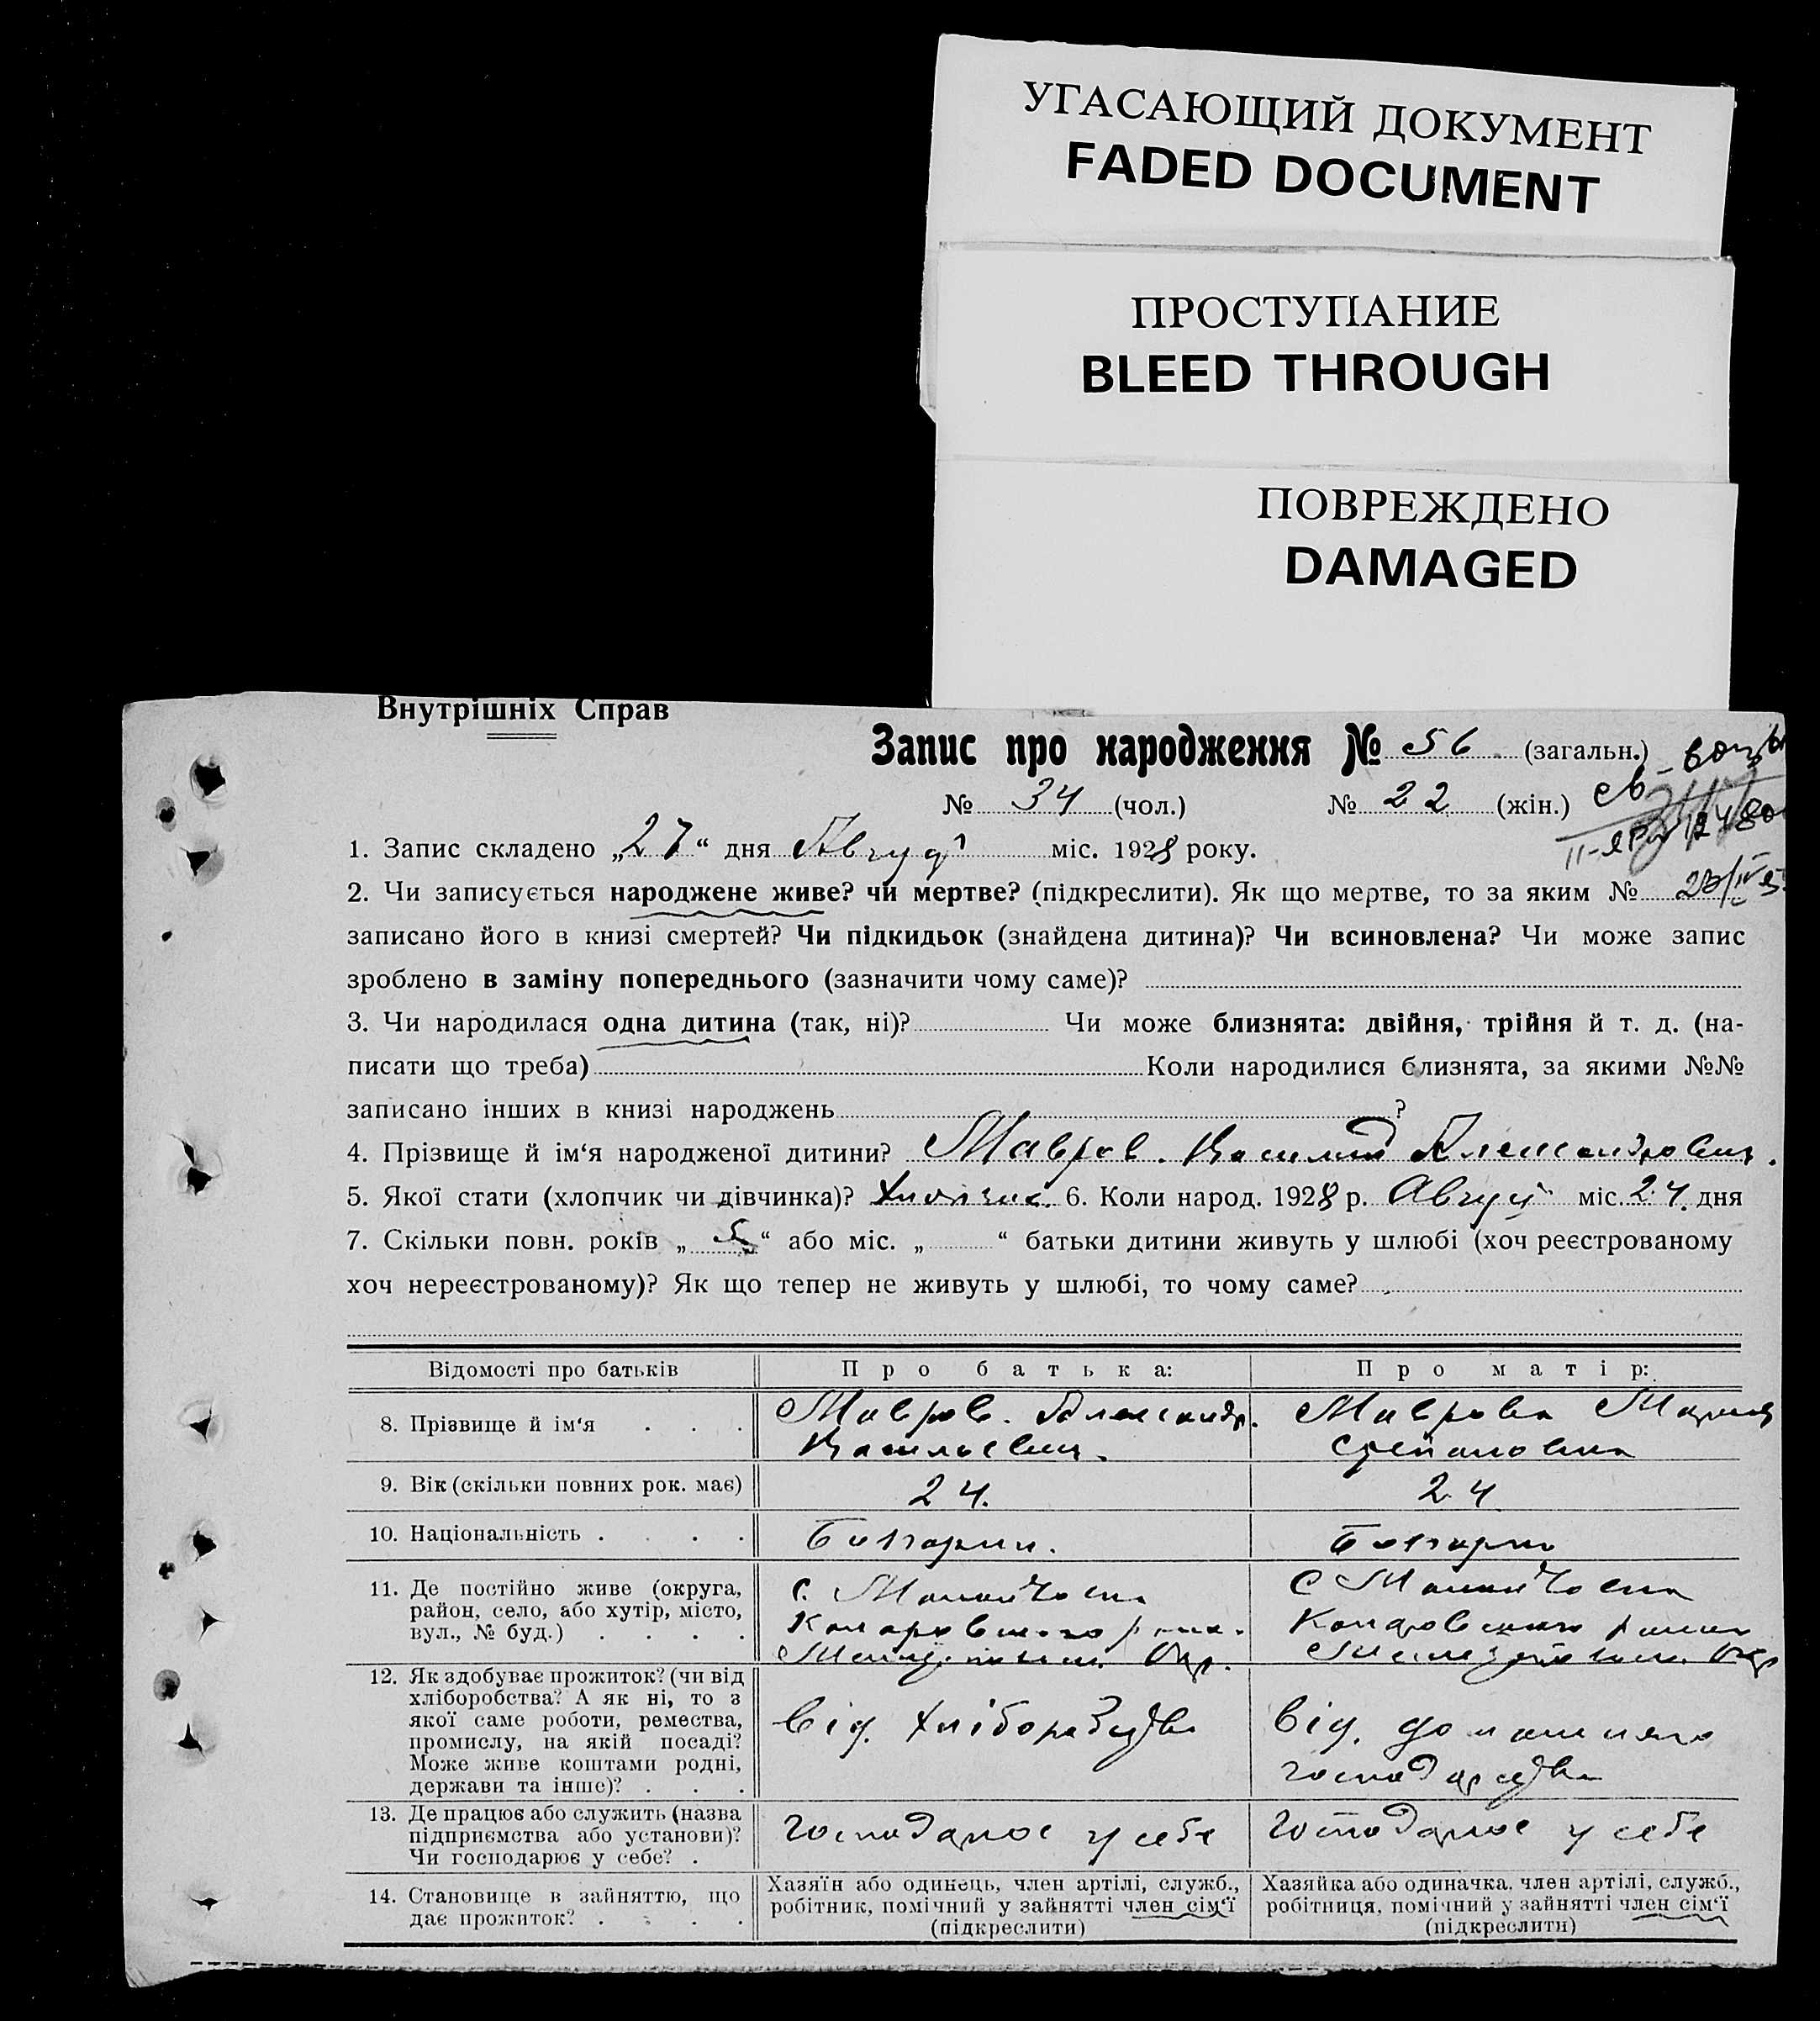 УГАСАЮЩИЙ ДОКУМЕНТ
FADED DOCUMENT
ПРОСТУПАНИЕ
BLEED THROUGH
ПОВРЕЖДЕНО
DAMAGED
Внутрішніх Справ
Запис про народження № 56 (загальн.)
№ 34 (чол.) № 22 (жін.)
1. Запис складено „27“ дня Август міс. 1928 року.
2. Чи записується народжене живе? чи мертве? (підкреслити). Як що мертве, то за яким №
записано його в книзі смертей? Чи підкидьок (знайдена дитина)? Чи всиновлена? Чи може запис
зроблено в заміну попереднього (зазначити чому саме)?
3. Чи народилася одна дитина (так, ні)? Чи може близнята: двійня, трійня й т. д. (на-
писати що треба) Коли народилися близнята, за якими №№
записано інших в книзі народжень ?
4. Прізвище й ім‘я народженої дитини? Мавров. Василий Александрович.
5. Якої стати (хлопчик чи дівчинка)? Хлопчик. 6. Коли народ. 1928 р. Август міс. 24. дня
7. Скільки повн. років „5“ або міс. „ “ батьки дитини живуть у шлюбі (хоч реєстрованому
хоч нереєстрованому)? Як що тепер не живуть у шлюбі, то чому саме?
Відомості про батьків Про батька: Про матір:
8. Прізвище й ім‘я . . . Мавров. Александр. Васильевич. Маврова Мария Степановна
9. Вік (скільки повних рок. має) 24. 24
10. Національність . . . . Болгарин. Болгарка
11. Де постійно живе (округа,
район, село, або хутір, місто,
вул., № буд.) . . . .
с.
Окр.
С
Окр
12. Як здобуває прожиток? (чи від
хліборобства? А як ні, то з
якої саме роботи, ремества,
промислу, на якій посаді?
Може живе коштами родні,
держави та інше)? . . .
від. хліборобства
від. домашняго
господарства
13. Де працює або служить (назва
підприємства або установи)?
Чи господарює у себе? .
господарює у себе
господарює у себе
14. Становище в зайняттю, що
дає прожиток? . . . .
Хазяїн або одинець, член артілі, служб.,
робітник, помічний у зайнятті член сім‘ї
(підкреслити)
Хазяйка або одиначка. член артілі, служб.,
робітниця, помічний у зайнятті член сім‘ї
(підкреслити)